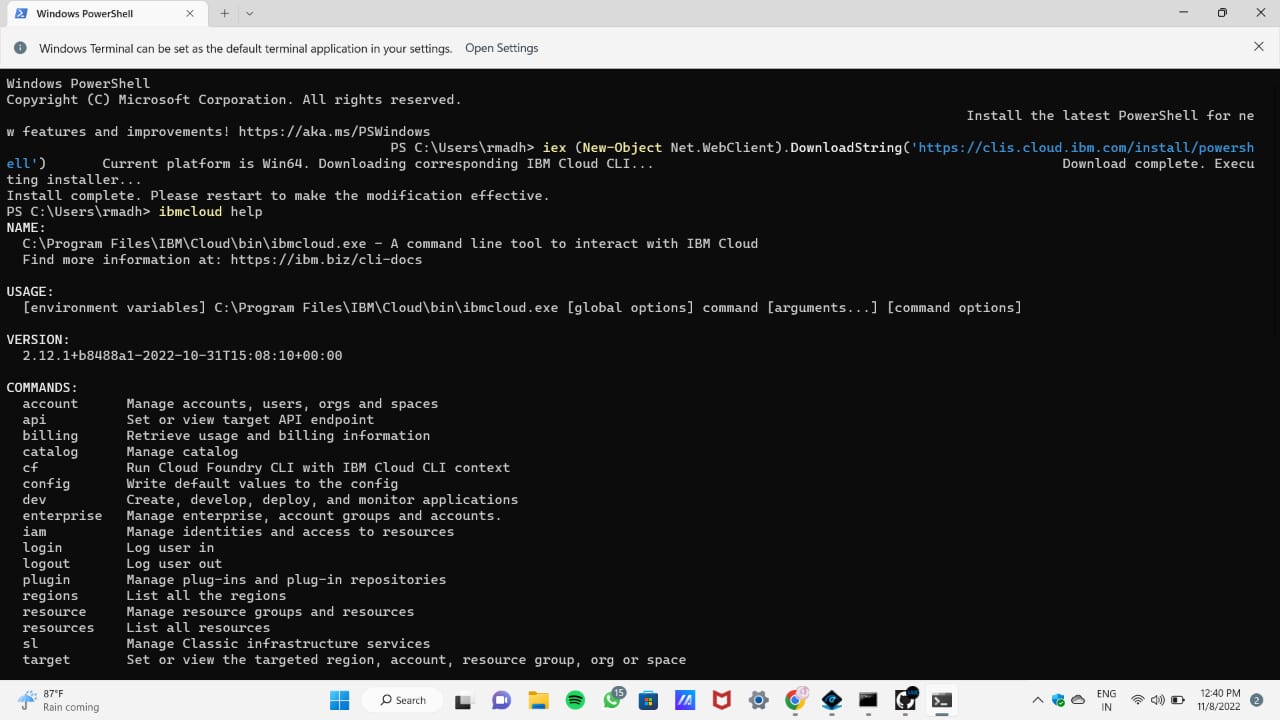 Windows PowerShell
Windows Terminal can be set as the default terminal application in your settings. Open Settings
Windows PowerShell
Copyright (C) Microsoft Corporation. All rights reserved.
Install the latest PowerShell for ne
w features and improvements! https://aka.ms/PSWindows
PS C:\Users\rmadh> iex (New-Object Net.WebClient).DownloadString('https://clis.cloud.ibm.com/install/powersh
ell') Current platform is Win64. Downloading corresponding IBM Cloud CLI... Download complete. Execu
ting installer...
Install complete. Please restart to make the modification effective.
PS C:\Users\rmadh> ibmcloud help
NAME:
C:\Program Files\IBM\Cloud\bin\ibmcloud.exe - A command line tool to interact with IBM Cloud
Find more information at: https://ibm.biz/cli-docs
USAGE:
[environment variables] C:\Program Files\IBM\Cloud\bin\ibmcloud.exe [global options] command [arguments...] [command options]
VERSION:
2.12.1+b8488a1-2022-10-31T15:08:10+00:00
COMMANDS:
account Manage accounts, users, orgs and spaces
api Set or view target API endpoint
billing Retrieve usage and billing information
catalog Manage catalog
cf Run Cloud Foundry CLI with IBM Cloud CLI context
config Write default values to the config
dev Create, develop, deploy, and monitor applications
enterprise Manage enterprise, account groups and accounts.
iam Manage identities and access to resources
login Log user in
logout Log user out
plugin Manage plug-ins and plug-in repositories
regions List all the regions
resource Manage resource groups and resources
resources List all resources
sl Manage Classic infrastructure services
target Set or view the targeted region, account, resource group, org or space
87°F
Rain coming
Search
15
ENG
IN
12:40 PM
11/8/2022
2